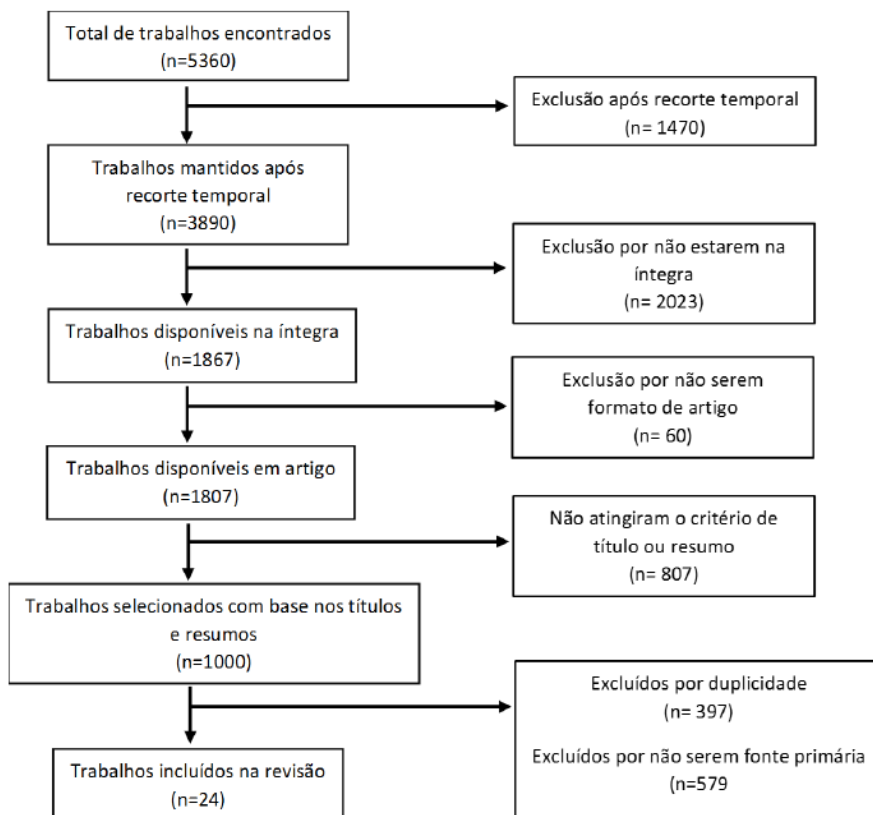 Total de trabalhos encontrados
(n=5360)
Exclusão após recorte temporal
(n= 1470)
Trabalhos mantidos após
recorte temporal
(n=3890)
Exclusão por não estarem na
íntegra
(n= 2023)
Trabalhos disponíveis na íntegra
(n=1867)
Exclusão por não serem
formato de artigo
(n= 60)
Trabalhos disponíveis em artigo
(n=1807)
Não atingiram o critério de
título ou resumo
(n= 807)
Trabalhos selecionados com base nos títulos
e resumos
(n=1000)
Excluídos por duplicidade
(n= 397)
Excluídos por não serem fonte primária
(n=579
Trabalhos incluídos na revisão
(n=24)